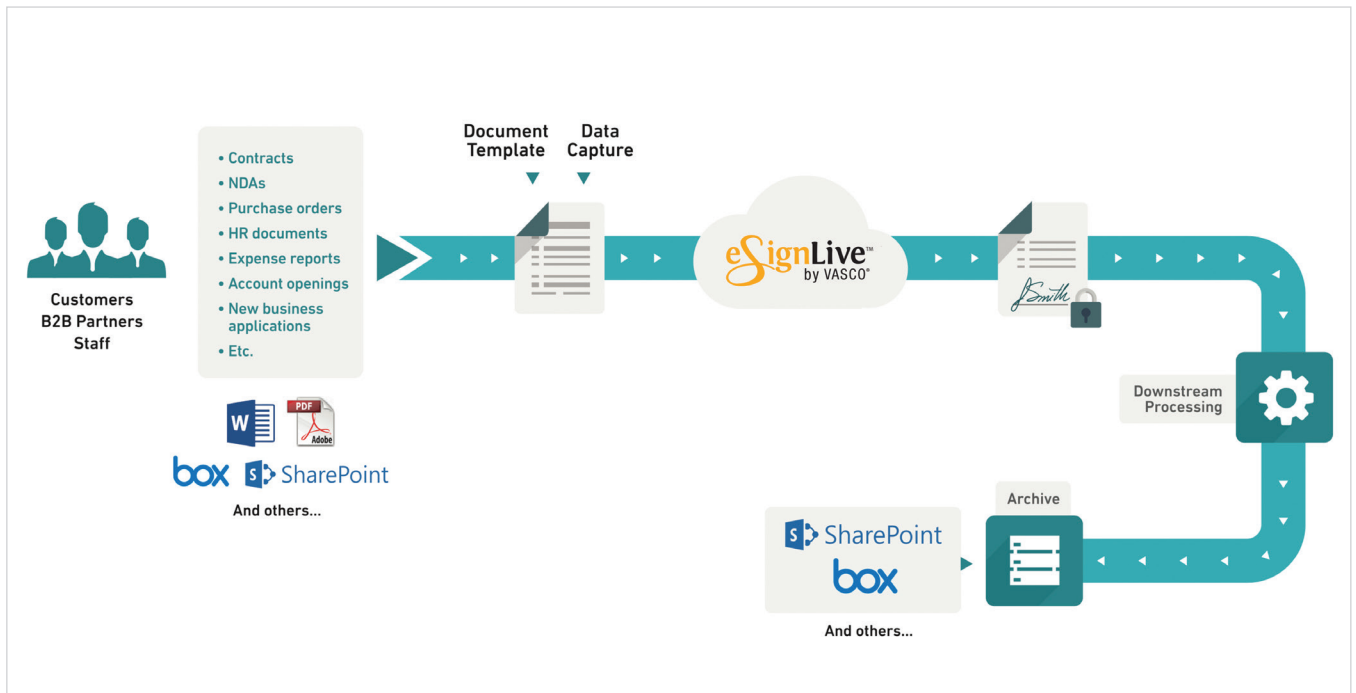 Customers
B2B Partners
Staff
• Contracts
• NDAs
• Purchase orders
• HR documents
• Expense reports
• Account openings
• New business
applications
• Etc.
W
PDF
Adobe
box
S SharePoint
And others...
Document
Template
Data
Capture
eSignLive™
by VASCO®
JSmith
Downstream
Processing
Archive
S SharePoint
box
And others...